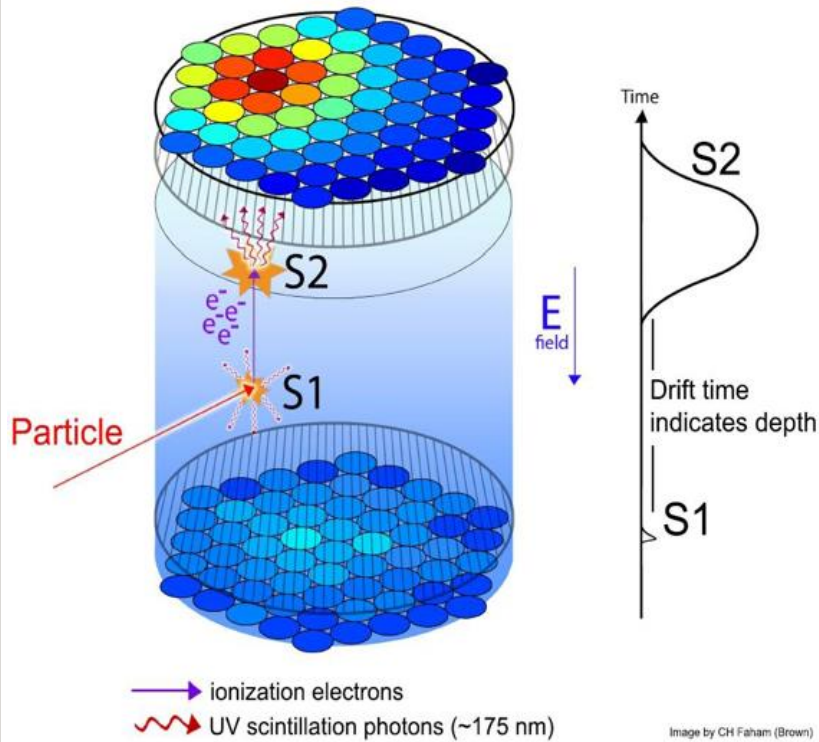 Time
S2
S2
e-
e-
e-
e-
E
field
S1
Drift time
indicates depth
Particle
S1
ionization electrons
UV scintillation photons (~175 nm)
Image by CH Faham (Brown)